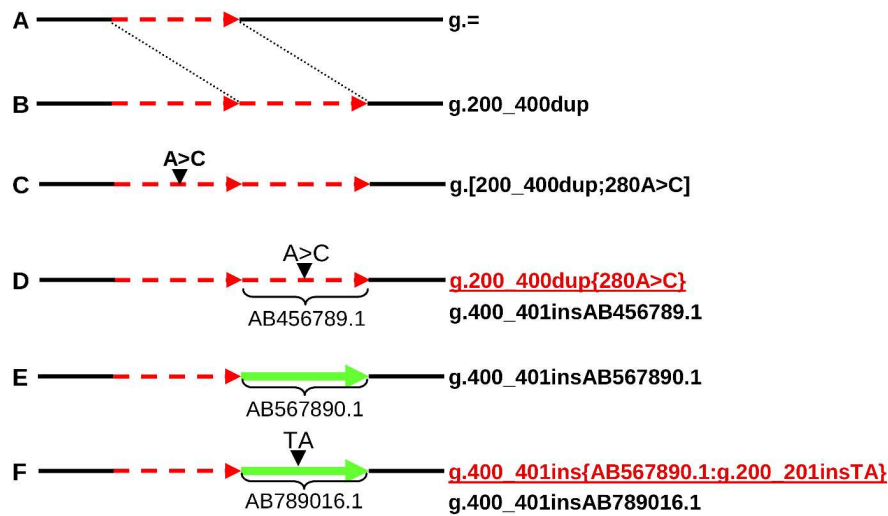 A g.=
B g.200_400dup
A>C
C g.[200_400dup;280A>C]
A>C
D g.200_400dup{280A>C}
AB456789.1 g.400_401insAB456789.1
E g.400_401insAB567890.1
AB567890.1
TA
F g.400_401ins{AB567890.1:g.200_201insTA}
AB789016.1 g.400_401insAB789016.1